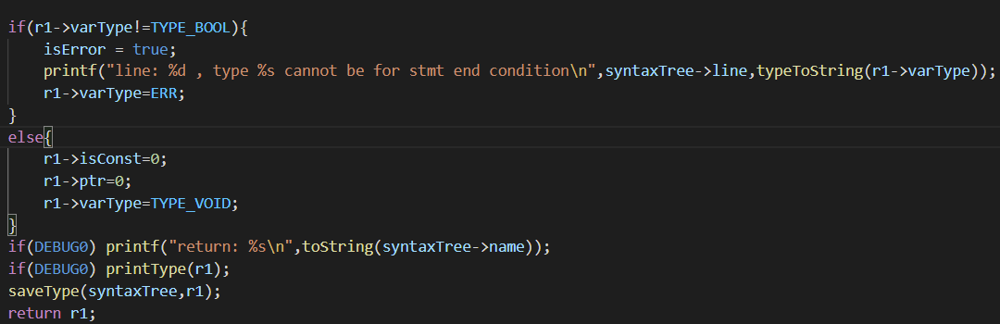 if(r1->varType!=TYPE_BOOL){
    isError = true;
    printf("line: %d , type %s cannot be for stmt end condition\n",syntaxTree->line,typeToString(r1->varType));
    r1->varType=ERR;
}
else{
    r1->isConst=0;
    r1->ptr=0;
    r1->varType=TYPE_VOID;
}
if(DEBUG0) printf("return: %s\n",toString(syntaxTree->name));
if(DEBUG0) printType(r1);
saveType(syntaxTree,r1);
return r1;